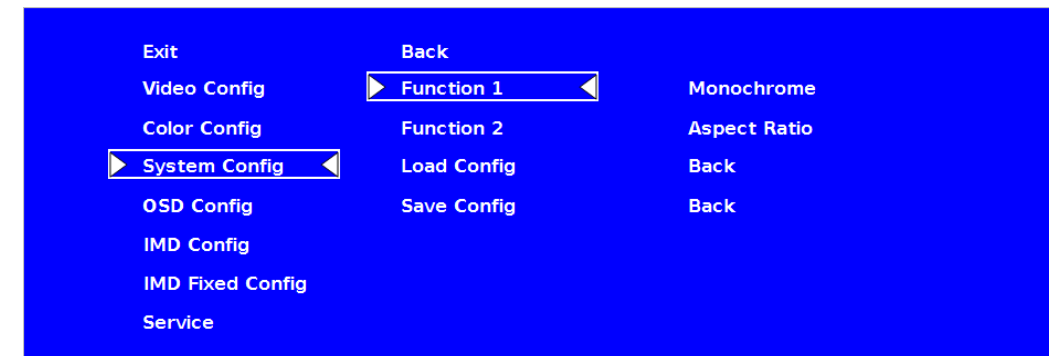 Exit Back
Video Config Function 1 Monochrome
Color Config Function 2 Aspect Ratio
System Config Load Config Back
OSD Config Save Config Back
IMD Config
IMD Fixed Config
Service